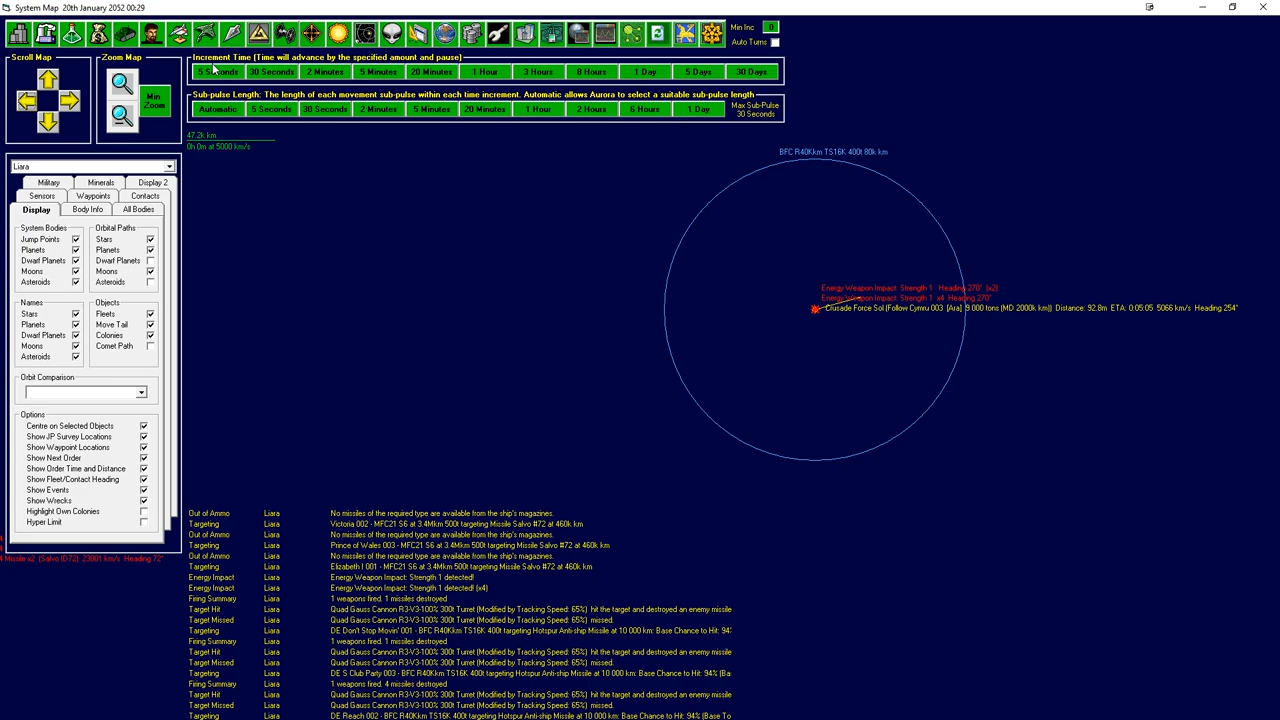 System Map 20th January 2052 00:29
Min Inc 0
Auto Turns
Scroll Map
Zoom Map
Min Zoom
Increment Time (Time will advance by the specified amount and pause)
5 Seconds 30 Seconds 2 Minutes 5 Minutes 20 Minutes 1 Hour 3 Hours 8 Hours 1 Day 5 Days 30 Days
Sub-pulse Length: The length of each movement sub-pulse within each time increment. Automatic allows Aurora to select a suitable sub-pulse length
Automatic 5 Seconds 30 Seconds 2 Minutes 5 Minutes 20 Minutes 1 Hour 2 Hours 6 Hours 1 Day
Max Sub-Pulse
30 Seconds
47.2k km
0h 0m at 5000 km/s
BFC R40Kkm TS16K 400t 80k km
Liara
Military Minerals Display 2
Sensors Waypoints Contacts
Display Body Info All Bodies
System Bodies
Jump Points
Planets
Dwarf Planets
Moons
Asteroids
Orbital Paths
Stars
Planets
Dwarf Planets
Moons
Asteroids
Names
Stars
Planets
Dwarf Planets
Moons
Asteroids
Objects
Fleets
Move Tail
Colonies
Comet Path
Orbit Comparison
Options
Centre on Selected Objects
Show JP Survey Locations
Show Waypoint Locations
Show Next Order
Show Order Time and Distance
Show Fleet/Contact Heading
Show Events
Show Wrecks
Highlight Own Colonies
Hyper Limit
Missile x2 (Salvo ID72) 23801 km/s Heading 72°
Energy Weapon Impact: Strength 1 Heading 270° (x2)
Energy Weapon Impact: Strength 1 x4 Heading 270°
Crusade Force Sol (Follow Cymru 003 [Ara] 9 000 tons (MD 2000k km)) Distance: 92.8m ETA: 0:05:05 5066 km/s Heading 254°
Out of Ammo Liara No missiles of the required type are available from the ship's magazines.
Targeting Liara Victoria 002 - MFC21 S6 at 3.4Mkm 500t targeting Missile Salvo #72 at 460k km
Out of Ammo Liara No missiles of the required type are available from the ship's magazines.
Targeting Liara Prince of Wales 003 - MFC21 S6 at 3.4Mkm 500t targeting Missile Salvo #72 at 460k km
Out of Ammo Liara No missiles of the required type are available from the ship's magazines.
Targeting Liara Elizabeth I 001 - MFC21 S6 at 3.4Mkm 500t targeting Missile Salvo #72 at 460k km
Energy Impact Liara Energy Weapon Impact: Strength 1 detected!
Energy Impact Liara Energy Weapon Impact: Strength 1 detected! (x4)
Firing Summary Liara 1 weapons fired. 1 missiles destroyed
Target Hit Liara Quad Gauss Cannon R3-V3-100% 300t Turret (Modified by Tracking Speed: 65%) hit the target and destroyed an enemy missile
Target Missed Liara Quad Gauss Cannon R3-V3-100% 300t Turret (Modified by Tracking Speed: 65%) missed.
Targeting Liara DE Don't Stop Movin' 001 - BFC R40Kkm TS16K 400t targeting Hotspur Anti-ship Missile at 10 000 km: Base Chance to Hit: 94%
Firing Summary Liara 1 weapons fired. 1 missiles destroyed
Target Hit Liara Quad Gauss Cannon R3-V3-100% 300t Turret (Modified by Tracking Speed: 65%) hit the target and destroyed an enemy missile
Target Missed Liara Quad Gauss Cannon R3-V3-100% 300t Turret (Modified by Tracking Speed: 65%) missed.
Targeting Liara DE S Club Party 003 - BFC R40Kkm TS16K 400t targeting Hotspur Anti-ship Missile at 10 000 km: Base Chance to Hit: 94% (Ba
Firing Summary Liara 1 weapons fired. 4 missiles destroyed
Target Hit Liara Quad Gauss Cannon R3-V3-100% 300t Turret (Modified by Tracking Speed: 65%) hit the target and destroyed an enemy missile
Target Missed Liara Quad Gauss Cannon R3-V3-100% 300t Turret (Modified by Tracking Speed: 65%) missed.
Targeting Liara DE Reach 002 - BFC R40Kkm TS16K 400t targeting Hotspur Anti-ship Missile at 10 000 km: Base Chance to Hit: 94% (Base To